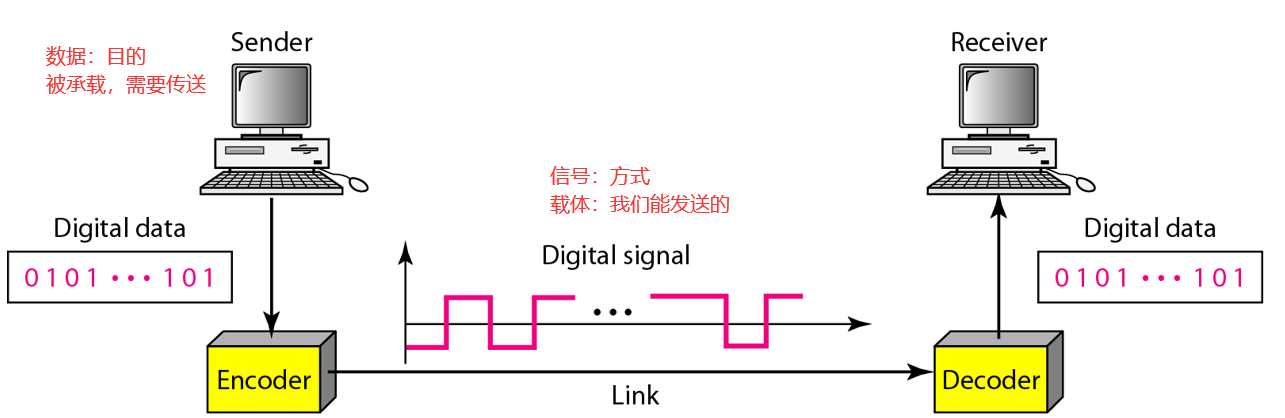 Sender
数据：目的
被承载，需要传送
Receiver
信号：方式
载体：我们能发送的
Digital data
0101 ••• 101
Digital signal
•••
Digital data
0101 ••• 101
Encoder
Link
Decoder